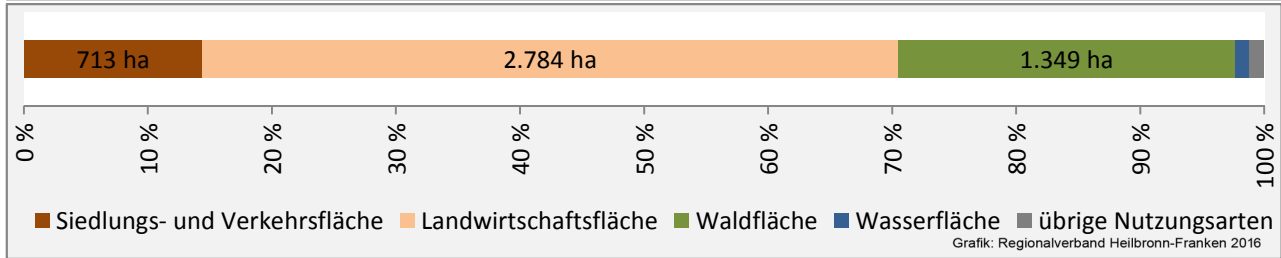 713 ha 2.784 ha 1.349 ha
0 % 10 % 20 % 30 % 40 % 50 % 60 % 70 % 80 % 90 % 100 %
Siedlungs- und Verkehrsfläche Landwirtschaftsfläche Waldfläche Wasserfläche übrige Nutzungsarten
Grafik: Regionalverband Heilbronn-Franken 2016